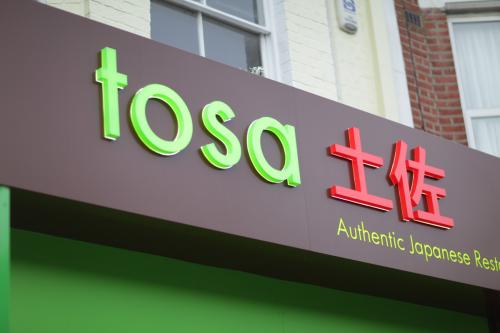 tosa 土佐
Authentic Japanese